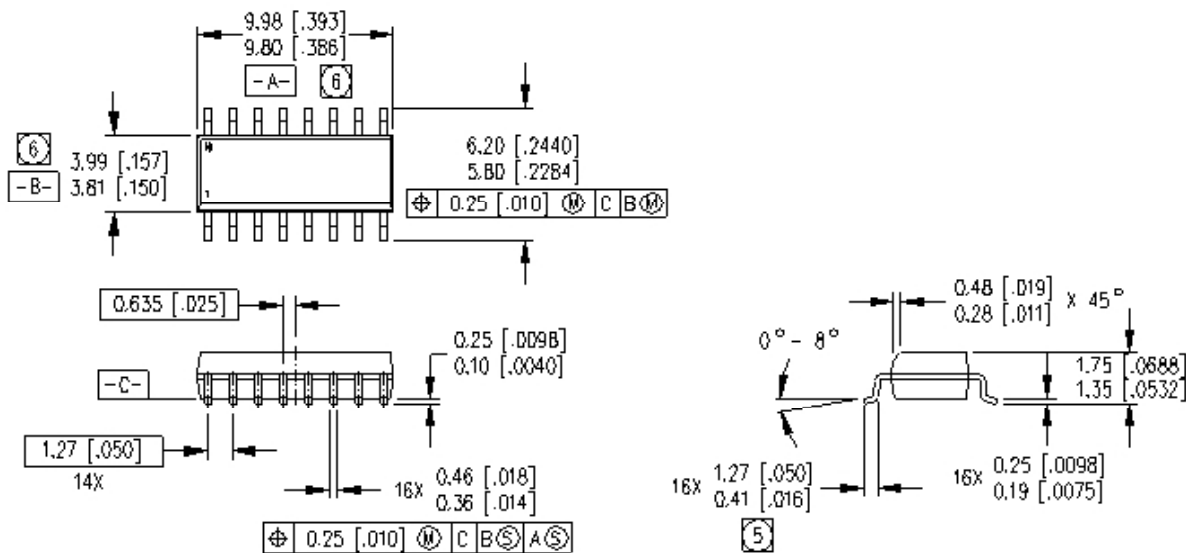 9.98 [.393]
9.80 [.386]
-A- 6
6 3.99 [.157]
-B- 3.81 [.150]
1
6.20 [.2440]
5.80 [.2284]
⌖ 0.25 [.010] Ⓜ C BⓂ
0.635 [.025]
0.25 [.0098]
0.10 [.0040]
-C-
1.27 [.050]
14X
16X 0.46 [.018]
0.36 [.014]
⌖ 0.25 [.010] Ⓜ C BⓈ AⓈ
0.48 [.019]
0.28 [.011] X 45°
0° - 8°
1.75 [.0688]
1.35 [.0532]
16X 1.27 [.050]
0.41 [.016]
5
16X 0.25 [.0098]
0.19 [.0075]